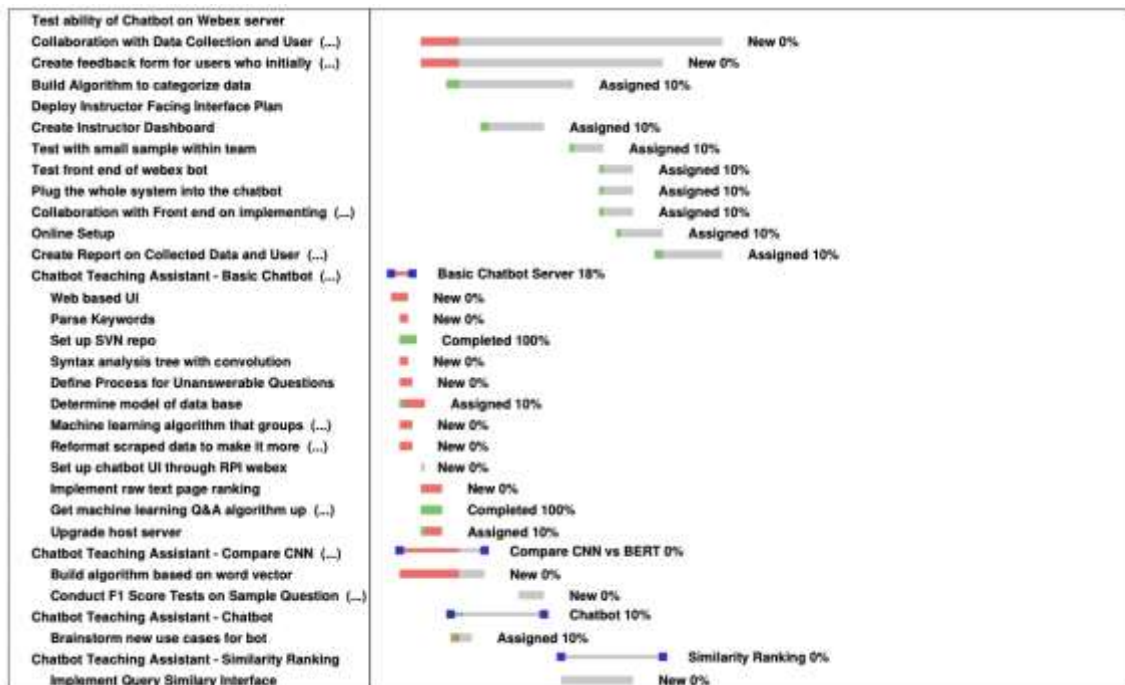 Test ability of Chatbot on Webex server
Collaboration with Data Collection and User (...) New 0%
Create feedback form for users who initially (...) New 0%
Build Algorithm to categorize data Assigned 10%
Deploy Instructor Facing Interface Plan
Create Instructor Dashboard Assigned 10%
Test with small sample within team Assigned 10%
Test front end of webex bot Assigned 10%
Plug the whole system into the chatbot Assigned 10%
Collaboration with Front end on implementing (...) Assigned 10%
Online Setup Assigned 10%
Create Report on Collected Data and User (...) Assigned 10%
Chatbot Teaching Assistant - Basic Chatbot (...) Basic Chatbot Server 18%
Web based UI New 0%
Parse Keywords New 0%
Set up SVN repo Completed 100%
Syntax analysis tree with convolution New 0%
Define Process for Unanswerable Questions New 0%
Determine model of data base Assigned 10%
Machine learning algorithm that groups (...) New 0%
Reformat scraped data to make it more (...) New 0%
Set up chatbot UI through RPI webex New 0%
Implement raw text page ranking New 0%
Get machine learning Q&A algorithm up (...) Completed 100%
Upgrade host server Assigned 10%
Chatbot Teaching Assistant - Compare CNN (...) Compare CNN vs BERT 0%
Build algorithm based on word vector New 0%
Conduct F1 Score Tests on Sample Question (...) New 0%
Chatbot Teaching Assistant - Chatbot Chatbot 10%
Brainstorm new use cases for bot Assigned 10%
Chatbot Teaching Assistant - Similarity Ranking Similarity Ranking 0%
Implement Query Similary Interface New 0%